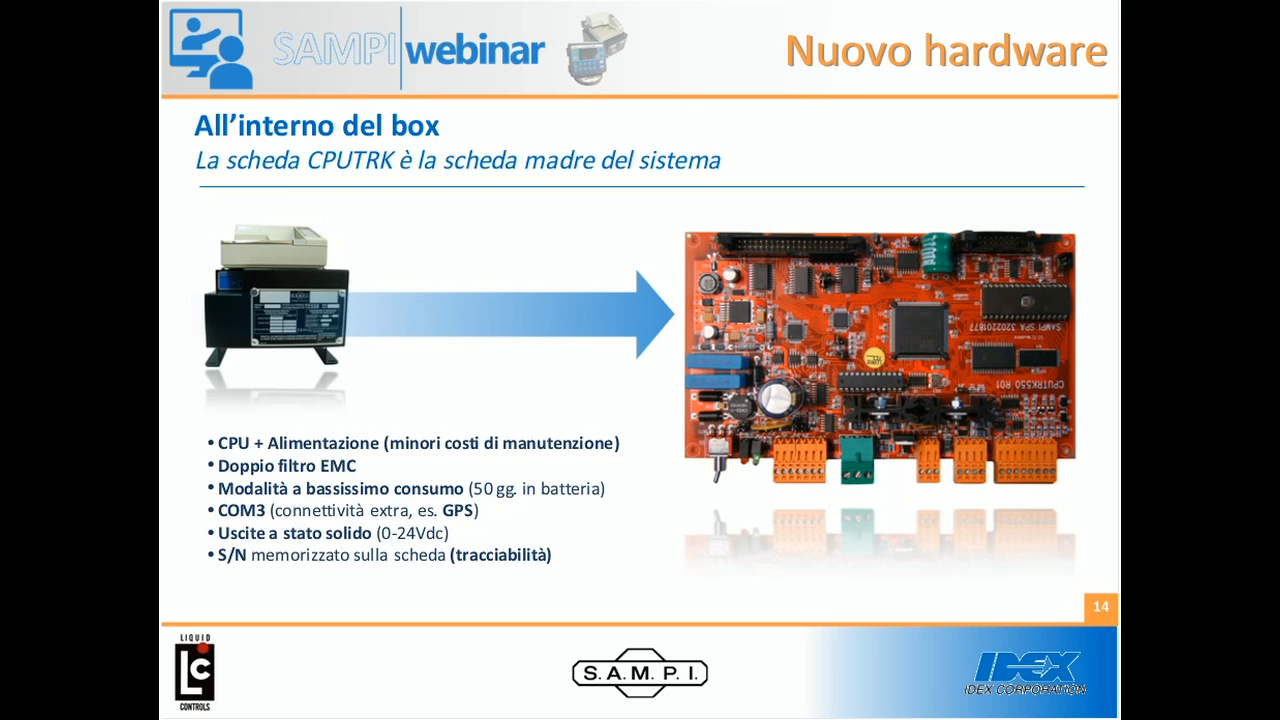 SAMPI webinar
Nuovo hardware
All'interno del box
La scheda CPUTRK è la scheda madre del sistema
SAMPI SPA 3202201877
CPUTRK550 R01
• CPU + Alimentazione (minori costi di manutenzione)
• Doppio filtro EMC
• Modalità a bassissimo consumo (50 gg. in batteria)
• COM3 (connettività extra, es. GPS)
• Uscite a stato solido (0-24Vdc)
• S/N memorizzato sulla scheda (tracciabilità)
14
LIQUID
LC
CONTROLS
S.A.M.P.I.
IDEX
IDEX CORPORATION